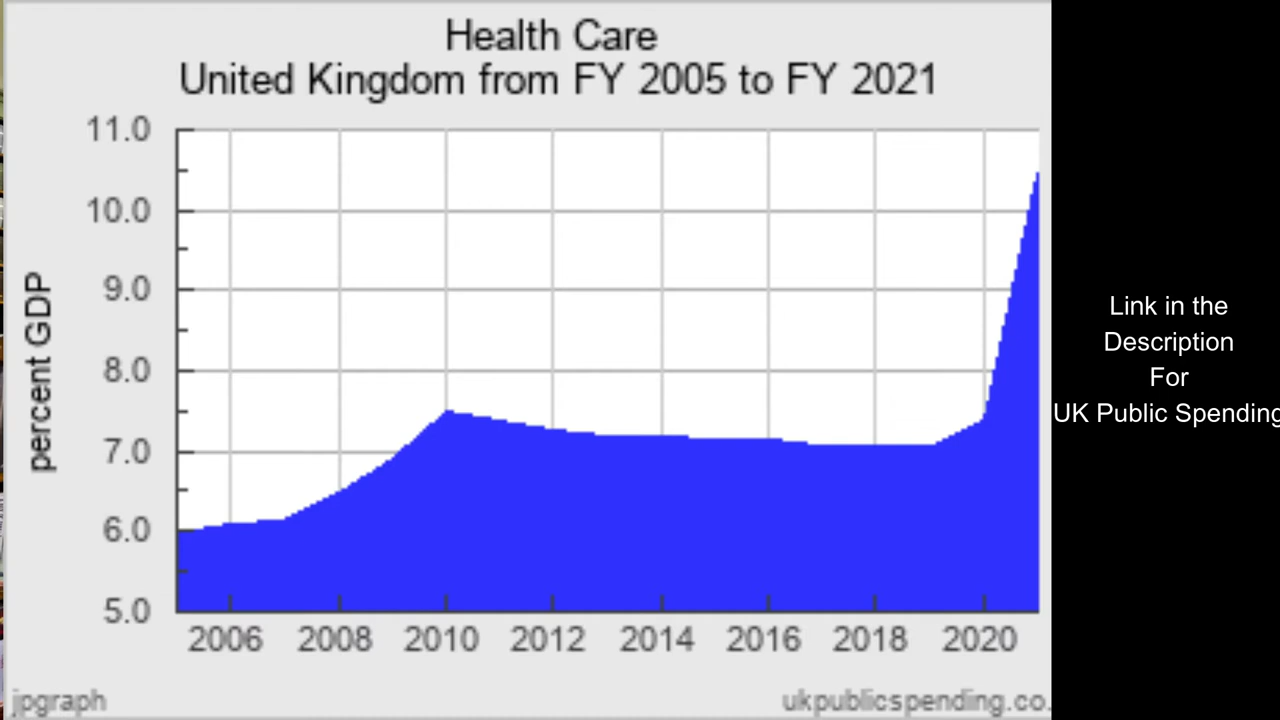 Health Care
United Kingdom from FY 2005 to FY 2021
11.0
10.0
9.0
8.0
7.0
6.0
5.0
percent GDP
2006 2008 2010 2012 2014 2016 2018 2020
jpgraph
ukpublicspending.co.
Link in the
Description
For
UK Public Spending